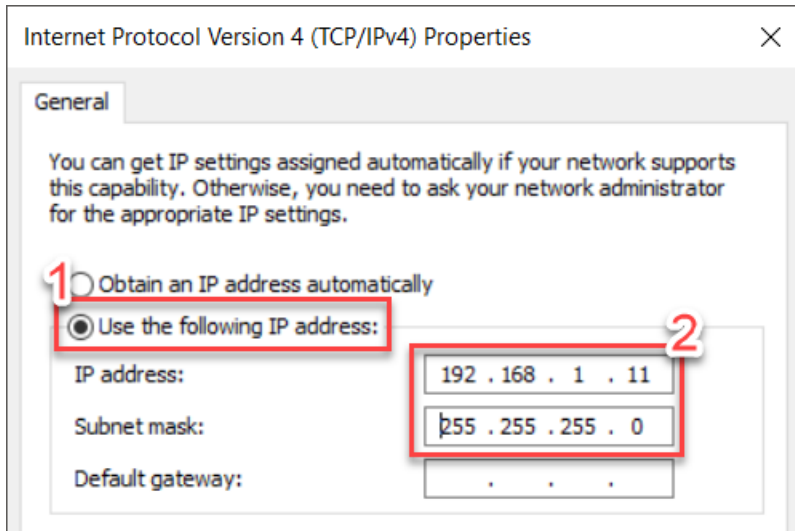 Internet Protocol Version 4 (TCP/IPv4) Properties
General
You can get IP settings assigned automatically if your network supports
this capability. Otherwise, you need to ask your network administrator
for the appropriate IP settings.
1
Obtain an IP address automatically
Use the following IP address:
2
IP address: 192 . 168 . 1 . 11
Subnet mask: 255 . 255 . 255 . 0
Default gateway: . . .